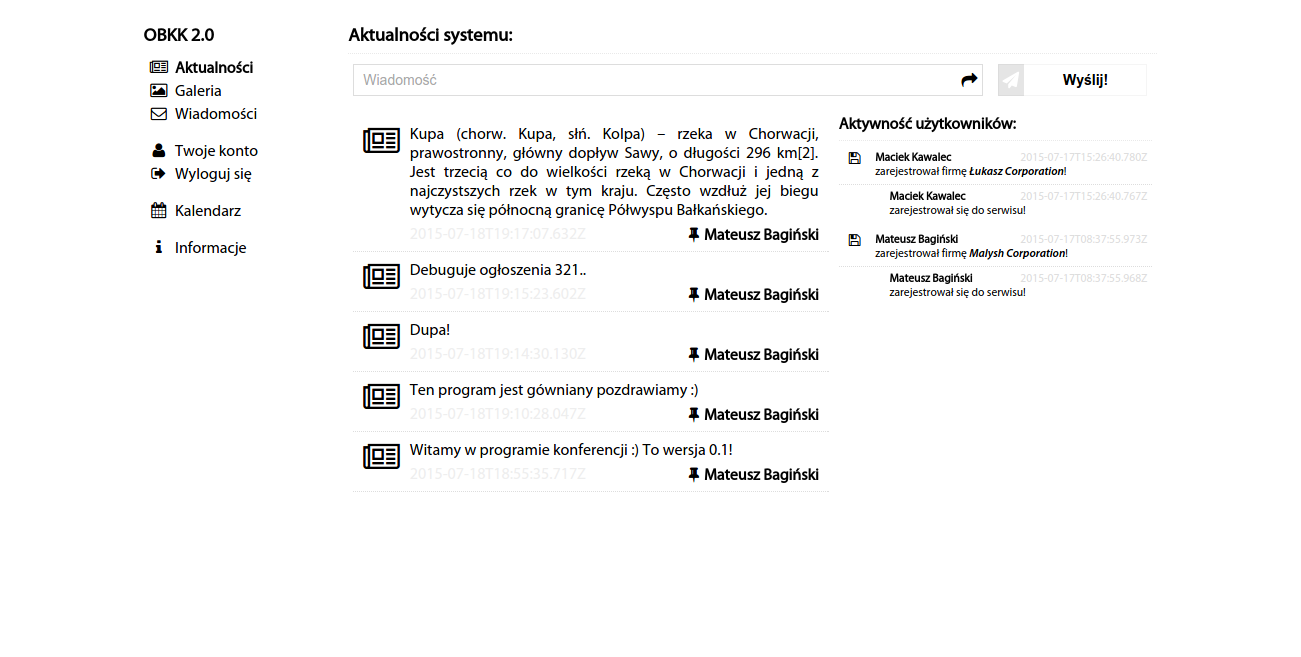 OBKK 2.0
Aktualności
Galeria
Wiadomości
Twoje konto
Wyloguj się
Kalendarz
Informacje
Aktualności systemu:
Wiadomość
Wyślij!
Kupa (chorw. Kupa, słń. Kolpa) – rzeka w Chorwacji,
prawostronny, główny dopływ Sawy, o długości 296 km[2].
Jest trzecią co do wielkości rzeką w Chorwacji i jedną z
najczystszych rzek w tym kraju. Często wzdłuż jej biegu
wytycza się północną granicę Półwyspu Bałkańskiego.
2015-07-18T19:17:07.632Z
Mateusz Bagiński
Debuguje ogłoszenia 321..
2015-07-18T19:15:23.602Z
Mateusz Bagiński
Dupa!
2015-07-18T19:14:30.130Z
Mateusz Bagiński
Ten program jest gówniany pozdrawiamy :)
2015-07-18T19:10:28.047Z
Mateusz Bagiński
Witamy w programie konferencji :) To wersja 0.1!
2015-07-18T18:55:35.717Z
Mateusz Bagiński
Aktywność użytkowników:
Maciek Kawalec 2015-07-17T15:26:40.780Z
zarejestrował firmę Łukasz Corporation!
Maciek Kawalec 2015-07-17T15:26:40.767Z
zarejestrował się do serwisu!
Mateusz Bagiński 2015-07-17T08:37:55.973Z
zarejestrował firmę Malysh Corporation!
Mateusz Bagiński 2015-07-17T08:37:55.968Z
zarejestrował się do serwisu!